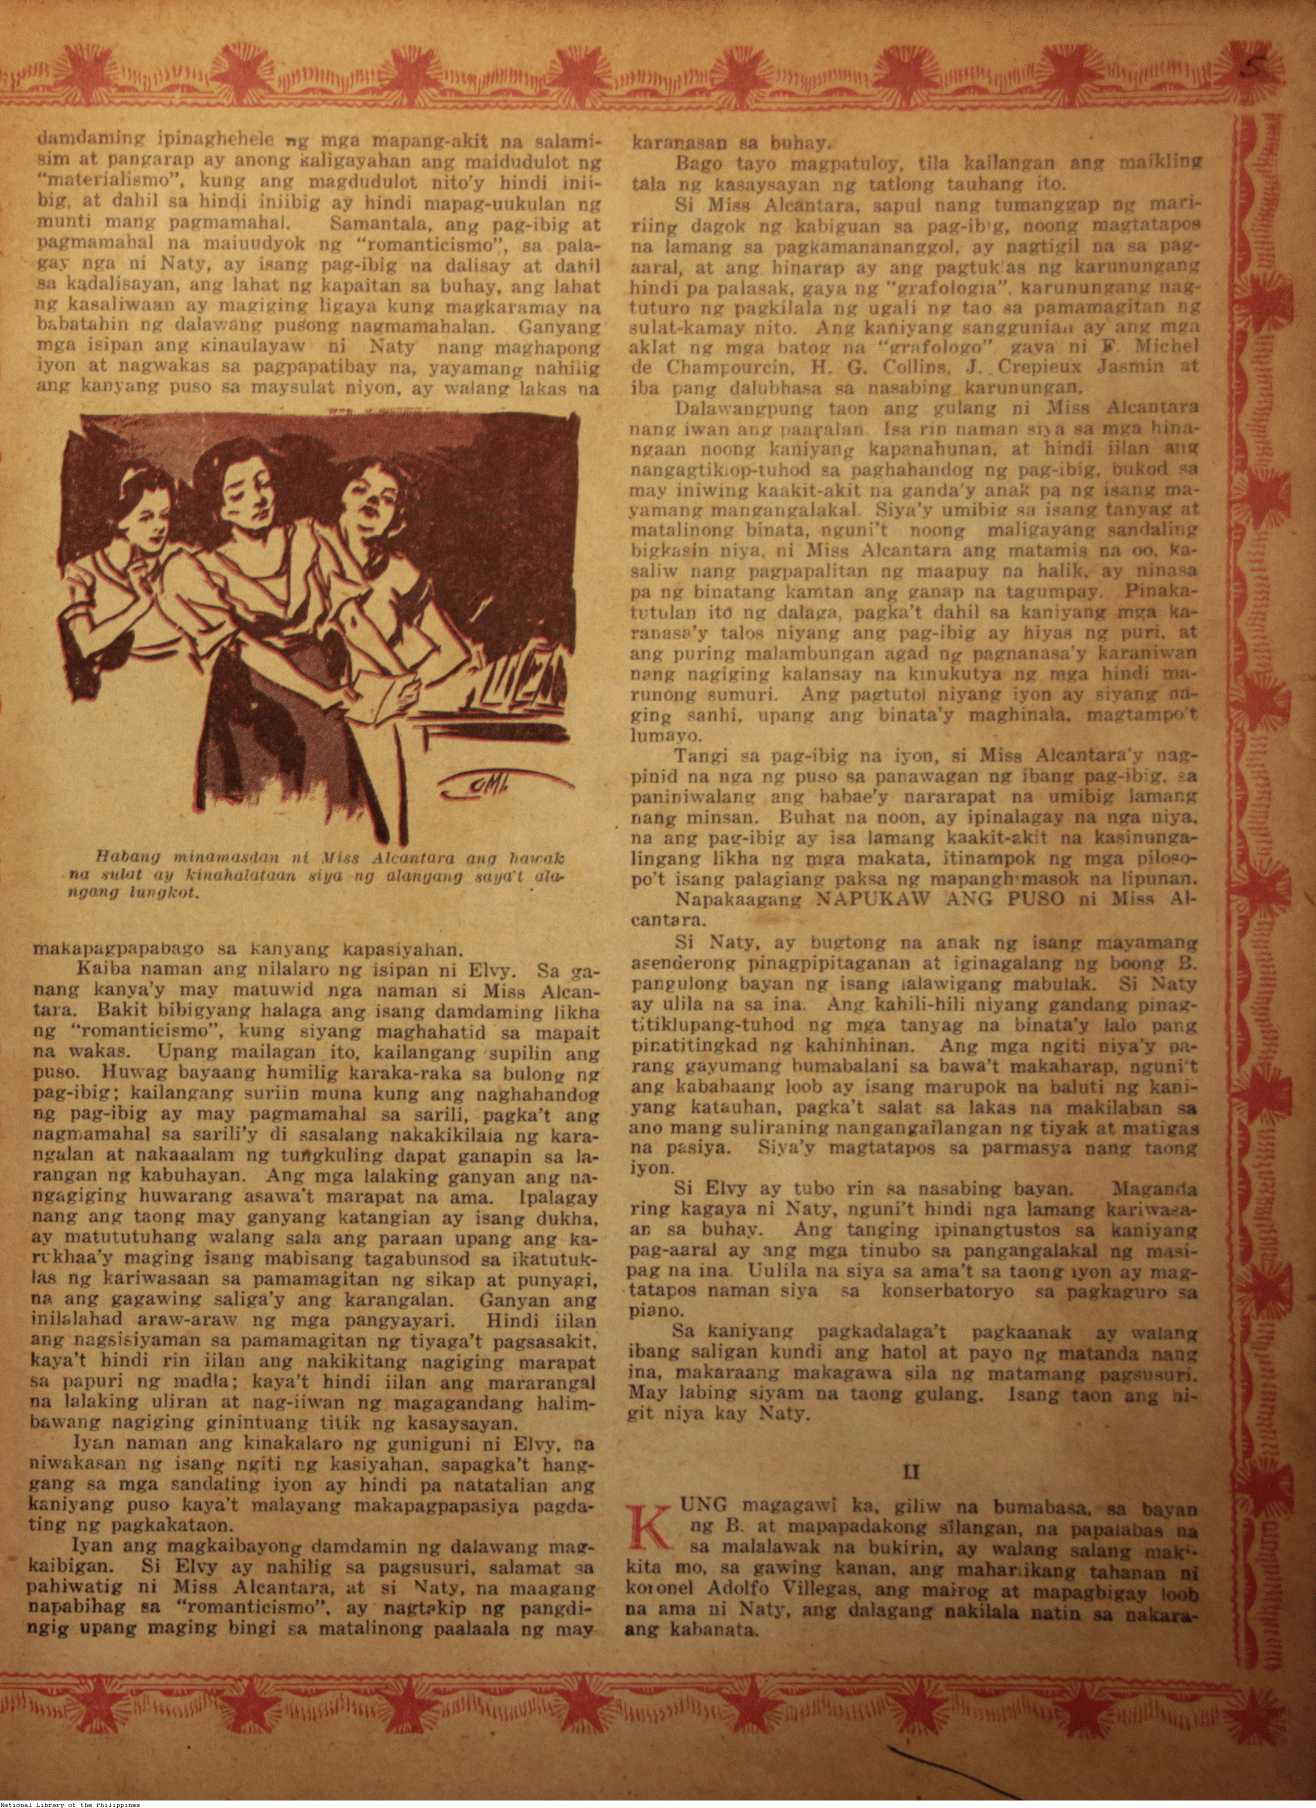 5
damdaming ipinaghehele ng mga mapang-akit na salami-
sim at pangarap ay anong kaligayahan ang maidudulot ng
"materialismo", kung ang magdudulot nito'y hindi inii-
big, at dahil sa hindi iniibig ay hindi mapag-uukulan ng
munti mang pagmamahal. Samantala, ang pag-ibig at
pagmamahal na maiuudyok ng "romanticismo", sa pala-
gay nga ni Naty, ay isang pag-ibig na dalisay at dahil
sa kadalisayan, ang lahat ng kapaitan sa buhay, ang lahat
ng kasaliwaan ay magiging ligaya kung magkaramay na
babatahin ng dalawang pusong nagmamahalan. Ganyang
mga isipan ang kinaulayaw ni Naty nang maghapong
iyon at nagwakas sa pagpapatibay na, yayamang nahilig
ang kanyang puso sa maysulat niyon, ay walang lakas na
Habang minamasdan ni Miss Alcantara ang hawak
na sulat ay kinahalataan siya ng alangang saya't ala-
ngang lungkot.
makapagpapabago sa kanyang kapasiyahan.
Kaiba naman ang nilalaro ng isipan ni Elvy. Sa ga-
nang kanya'y may matuwid nga naman si Miss Alcan-
tara. Bakit bibigyang halaga ang isang damdaming likha
ng "romanticismo", kung siyang maghahatid sa mapait
na wakas. Upang mailagan ito, kailangang supilin ang
puso. Huwag bayaang humilig karaka-raka sa bulong ng
pag-ibig; kailangang suriin muna kung ang naghahandog
ng pag-ibig ay may pagmamahal sa sarili, pagka't ang
nagmamahal sa sarili'y di sasalang nakakikilala ng kara-
ngalan at nakaaalam ng tungkuling dapat ganapin sa la-
rangan ng kabuhayan. Ang mga lalaking ganyan ang na-
ngagiging huwarang asawa't marapat na ama. Ipalagay
nang ang taong may ganyang katangian ay isang dukha,
ay matututuhang walang sala ang paraan upang ang ka-
rukhaa'y maging isang mabisang tagabunsod sa ikatutuk-
las ng kariwasaan sa pamamagitan ng sikap at punyagi,
na ang gagawing saliga'y ang karangalan. Ganyan ang
inilalahad araw-araw ng mga pangyayari. Hindi iilan
ang nagsisiyaman sa pamamagitan ng tiyaga't pagsasakit,
kaya't hindi rin iilan ang nakikitang nagiging marapat
sa papuri ng madla; kaya't hindi iilan ang mararangal
na lalaking uliran at nag-iiwan ng magagandang halim-
bawang nagiging ginintuang titik ng kasaysayan.
Iyan naman ang kinakalaro ng guniguni ni Elvy, na
niwakasan ng isang ngiti ng kasiyahan, sapagka't hang-
gang sa mga sandaling iyon ay hindi pa natatalian ang
kaniyang puso kaya't malayang makapagpapasiya pagda-
ting ng pagkakataon.
Iyan ang magkaibayong damdamin ng dalawang mag-
kaibigan. Si Elvy ay nahilig sa pagsusuri, salamat sa
pahiwatig ni Miss Alcantara, at si Naty, na maagang
napabihag sa "romanticismo", ay nagtakip ng pangdi-
ngig upang maging bingi sa matalinong paalaala ng may
karanasan sa buhay.
Bago tayo magpatuloy, tila kailangan ang maikling
tala ng kasaysayan ng tatlong tauhang ito.
Si Miss Alcantara, sapul nang tumanggap ng mari-
riing dagok ng kabiguan sa pag-ibig, noong magtatapos
na lamang sa pagkamanananggol, ay nagtigil na sa pag-
aaral, at ang hinarap ay ang pagtuklas ng karunungang
hindi pa palasak, gaya ng "grafologia", karunungang nag-
tuturo ng pagkilala ng ugali ng tao sa pamamagitan ng
sulat-kamay nito. Ang kaniyang sanggunian ay ang mga
aklat ng mga batog na "grafologo" gaya ni F. Michel
de Champourcin, H. G. Collins, J. Crepieux Jasmin at
iba pang dalubhasa sa nasabing karunungan.
Dalawangpung taon ang gulang ni Miss Alcantara
nang iwan ang paaralan. Isa rin naman siya sa mga hina-
ngaan noong kaniyang kapanahunan, at hindi iilan ang
nangagtiklop-tuhod sa paghahandog ng pag-ibig, bukod sa
may iniwing kaakit-akit na ganda'y anak pa ng isang ma-
yamang mangangalakal. Siya'y umibig sa isang tanyag at
matalinong binata, nguni't noong maligayang sandaling
bigkasin niya, ni Miss Alcantara ang matamis na oo, ka-
saliw nang pagpapalitan ng maapuy na halik, ay ninasa
pa ng binatang kamtan ang ganap na tagumpay. Pinaka-
tutulan ito ng dalaga, pagka't dahil sa kaniyang mga ka-
ranasa'y talos niyang ang pag-ibig ay hiyas ng puri, at
ang puring malambungan agad ng pagnanasa'y karaniwan
nang nagiging kalansay na kinukutya ng mga hindi ma-
runong sumuri. Ang pagtutol niyang iyon ay siyang na-
ging sanhi, upang ang binata'y maghinala, magtampo't
lumayo.
Tangi sa pag-ibig na iyon, si Miss Alcantara'y nag-
pinid na nga ng puso sa panawagan ng ibang pag-ibig, sa
paniniwalang ang babae'y nararapat na umibig lamang
nang minsan. Buhat na noon, ay ipinalagay na nga niya,
na ang pag-ibig ay isa lamang kaakit-akit na kasinunga-
lingang likha ng mga makata, itinampok ng mga piloso-
po't isang palagiang paksa ng mapanghimasok na lipunan.
Napakaagang NAPUKAW ANG PUSO ni Miss Al-
cantara.
Si Naty, ay bugtong na anak ng isang mayamang
asenderong pinagpipitaganan at iginagalang ng boong B.
pangulong bayan ng isang lalawigang mabulak. Si Naty
ay ulila na sa ina. Ang kahili-hili niyang gandang pinag-
titiklupang-tuhod ng mga tanyag na binata'y lalo pang
pinatitingkad ng kahinhinan. Ang mga ngiti niya'y pa-
rang gayumang bumabalani sa bawa't makaharap, nguni't
ang kababaang loob ay isang marupok na baluti ng kani-
yang katauhan, pagka't salat sa lakas na makilaban sa
ano mang suliraning nangangailangan ng tiyak at matigas
na pasiya. Siya'y magtatapos sa parmasya nang taong
iyon.
Si Elvy ay tubo rin sa nasabing bayan. Maganda
ring kagaya ni Naty, nguni't hindi nga lamang kariwasa-
an sa buhay. Ang tanging ipinangtustos sa kaniyang
pag-aaral ay ang mga tinubo sa pangangalakal ng masi-
pag na ina. Uulila na siya sa ama't sa taong iyon ay mag-
tatapos naman siya sa konserbatoryo sa pagkaguro sa
piano.
Sa kaniyang pagkadalaga't pagkaanak ay walang
ibang saligan kundi ang hatol at payo ng matanda nang
ina, makaraang makagawa sila ng matamang pagsusuri.
May labing siyam na taong gulang. Isang taon ang hi-
git niya kay Naty.
II
KUNG magagawi ka, giliw na bumabasa, sa bayan
ng B. at mapapadakong silangan, na papalabas na
sa malalawak na bukirin, ay walang salang maki-
kita mo, sa gawing kanan, ang maharlikang tahanan ni
koronel Adolfo Villegas, ang mairog at mapagbigay loob
na ama ni Naty, ang dalagang nakilala natin sa nakara-
ang kabanata.
National Library of the Philippines